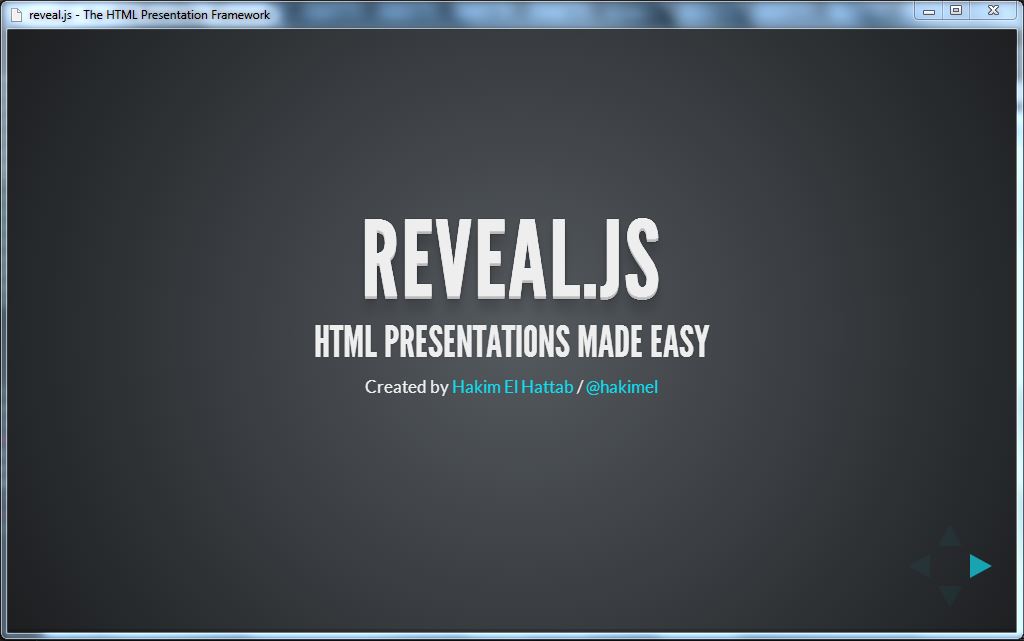 reveal.js - The HTML Presentation Framework
REVEAL.JS
HTML PRESENTATIONS MADE EASY
Created by Hakim El Hattab / @hakimel